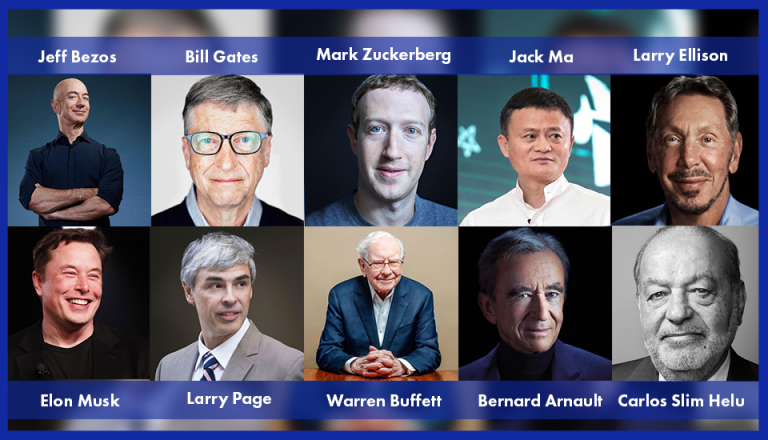 Jeff Bezos
Bill Gates
Mark Zuckerberg
Jack Ma
Larry Ellison
Elon Musk
Larry Page
Warren Buffett
Bernard Arnault
Carlos Slim Helu